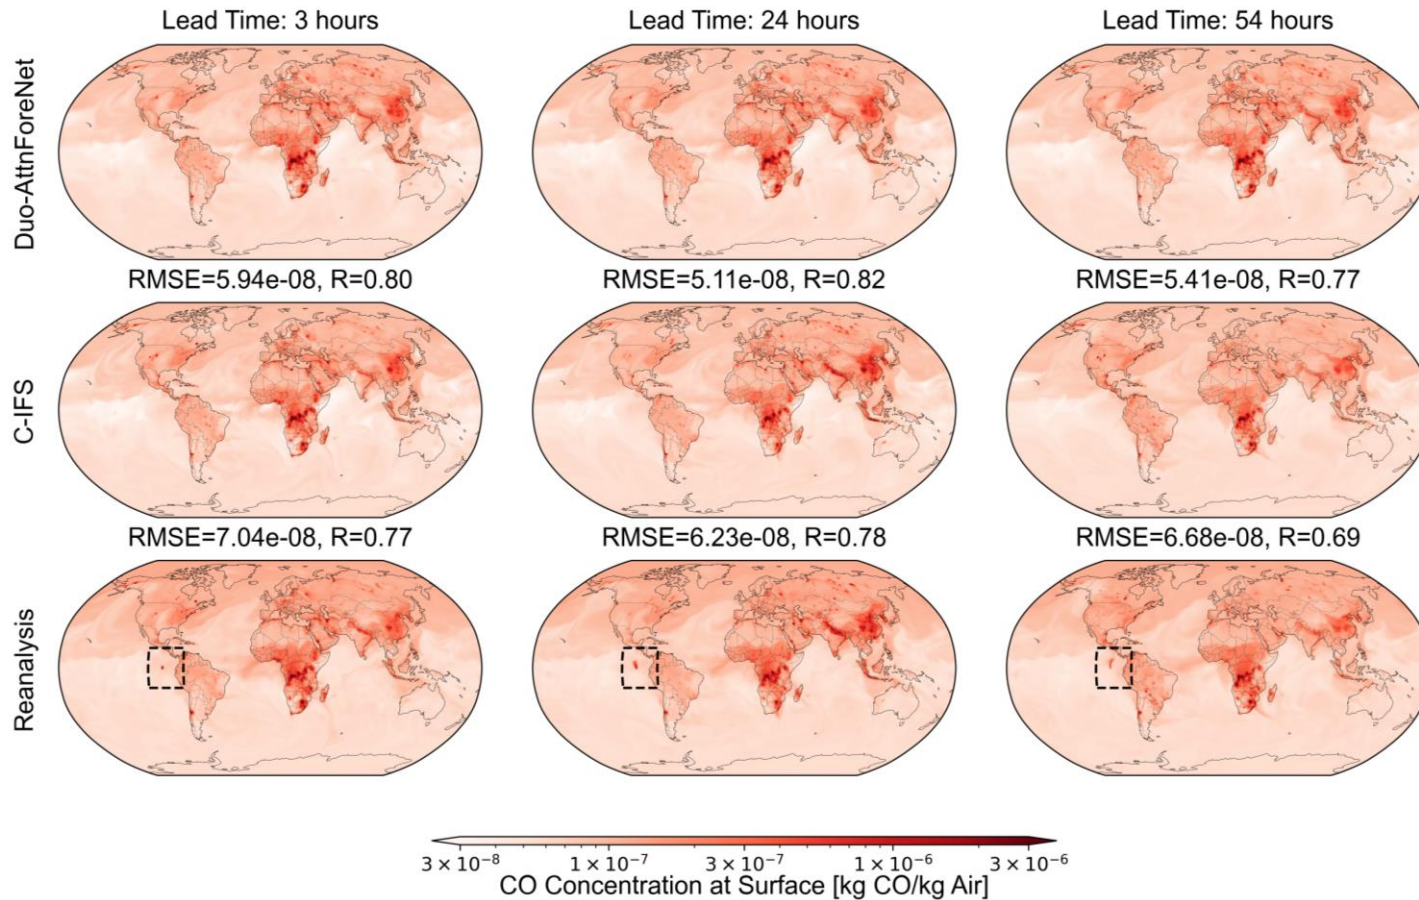 Lead Time: 3 hours
Lead Time: 24 hours
Lead Time: 54 hours
Duo-AttnForeNet
RMSE=5.94e-08, R=0.80
RMSE=5.11e-08, R=0.82
RMSE=5.41e-08, R=0.77
C-IFS
RMSE=7.04e-08, R=0.77
RMSE=6.23e-08, R=0.78
RMSE=6.68e-08, R=0.69
Reanalysis
3 × 10⁻⁸
1 × 10⁻⁷
3 × 10⁻⁷
1 × 10⁻⁶
3 × 10⁻⁶
CO Concentration at Surface [kg CO/kg Air]